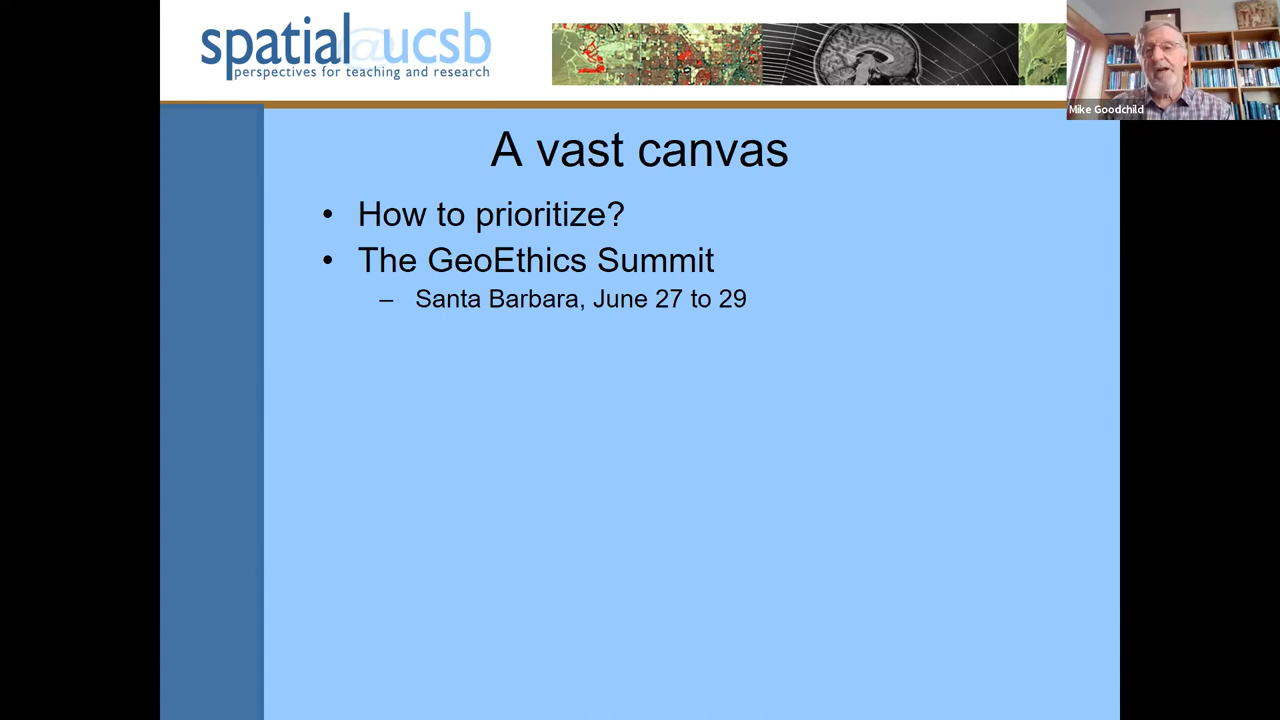 spatial@ucsb
perspectives for teaching and research
Mike Goodchild
A vast canvas
• How to prioritize?
• The GeoEthics Summit
– Santa Barbara, June 27 to 29